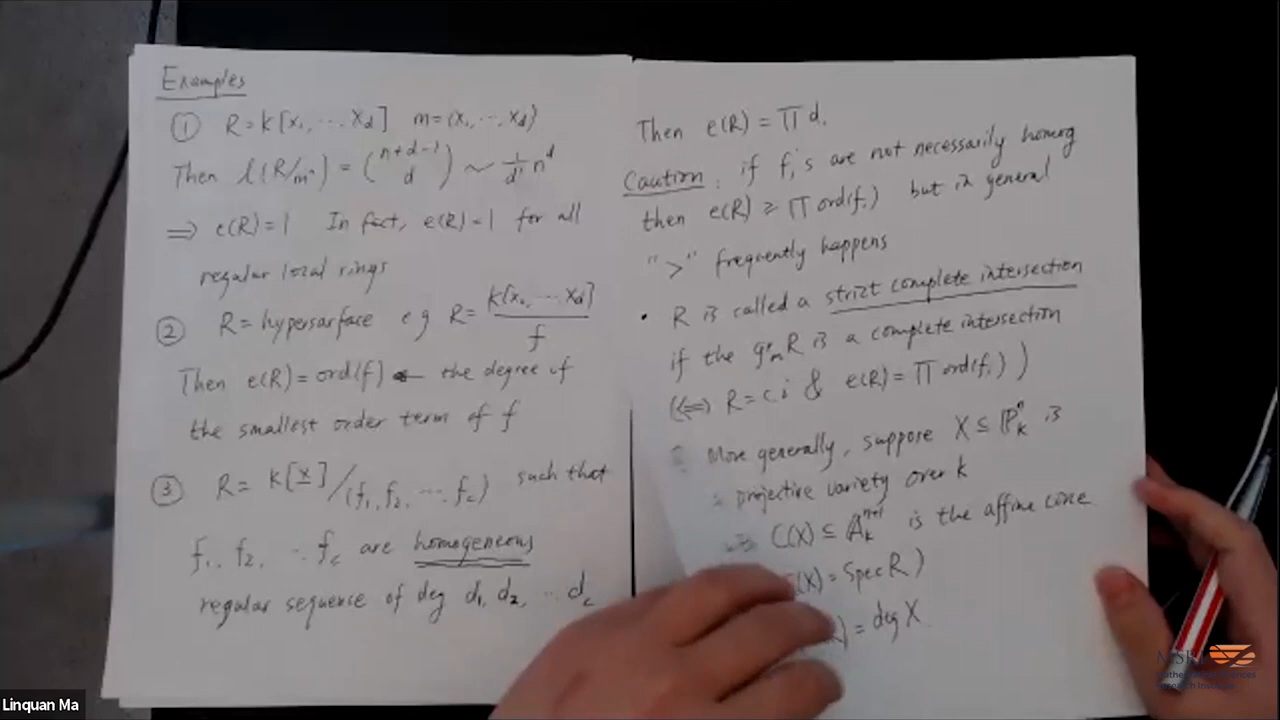 Examples
① R = k[x₁, ... x_d] m = (x₁, ..., x_d)
Then l(R/mⁿ) = (n+d-1 d) ~ 1/d! n^d
⟹ e(R) = 1 In fact, e(R) = 1 for all
regular local rings
② R = hypersurface e.g. R = k[x₁, ... x_d] / f
Then e(R) = ord(f) ← the degree of
the smallest order term of f
③ R = k[x]/(f₁, f₂, ... f_c) such that
f₁, f₂, ... f_c are homogeneous
regular sequence of deg d₁, d₂, ... d_c
Then e(R) = ∏ dᵢ
Caution: if fᵢ's are not necessarily homog
then e(R) ≥ ∏ ord(fᵢ) but in general
">" frequently happens
• R is called a strict complete intersection
if the gr_m R is a complete intersection
(⟺ R = c.i & e(R) = ∏ ord(fᵢ))
More generally, suppose X ⊆ ℙⁿ_k is
projective variety over k
C(X) ⊆ 𝔸ⁿ⁺¹_k is the affine cone
(X) = Spec R)
) = deg X
Linquan Ma
MSRI
Mathematical Sciences
Research Institute